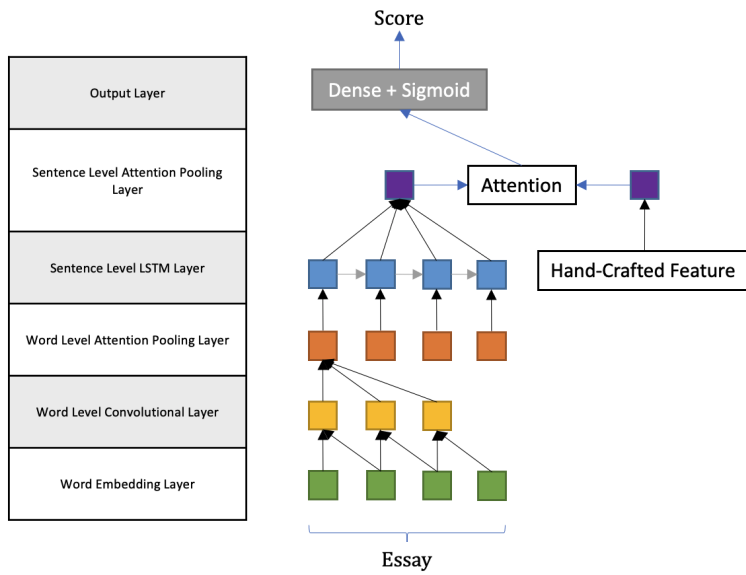 Score
Output Layer
Dense + Sigmoid
Sentence Level Attention Pooling
Layer
Attention
Sentence Level LSTM Layer
Hand-Crafted Feature
Word Level Attention Pooling Layer
Word Level Convolutional Layer
Word Embedding Layer
Essay